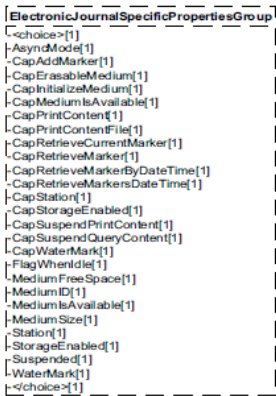 ElectronicJournalSpecificPropertiesGroup
-<choice>[1]
-AsyncMode[1]
-CapAddMarker[1]
-CapErasableMedium[1]
-CapInitializeMedium[1]
-CapMediumIsAvailable[1]
-CapPrintContent[1]
-CapPrintContentFile[1]
-CapRetrieveCurrentMarker[1]
-CapRetrieveMarker[1]
-CapRetrieveMarkerByDateTime[1]
-CapRetrieveMarkersDateTime[1]
-CapStation[1]
-CapStorageEnabled[1]
-CapSuspendPrintContent[1]
-CapSuspendQueryContent[1]
-CapWaterMark[1]
-FlagWhenIdle[1]
-MediumFreeSpace[1]
-MediumID[1]
-MediumIsAvailable[1]
-MediumSize[1]
-Station[1]
-StorageEnabled[1]
-Suspended[1]
-WaterMark[1]
-</choice>[1]